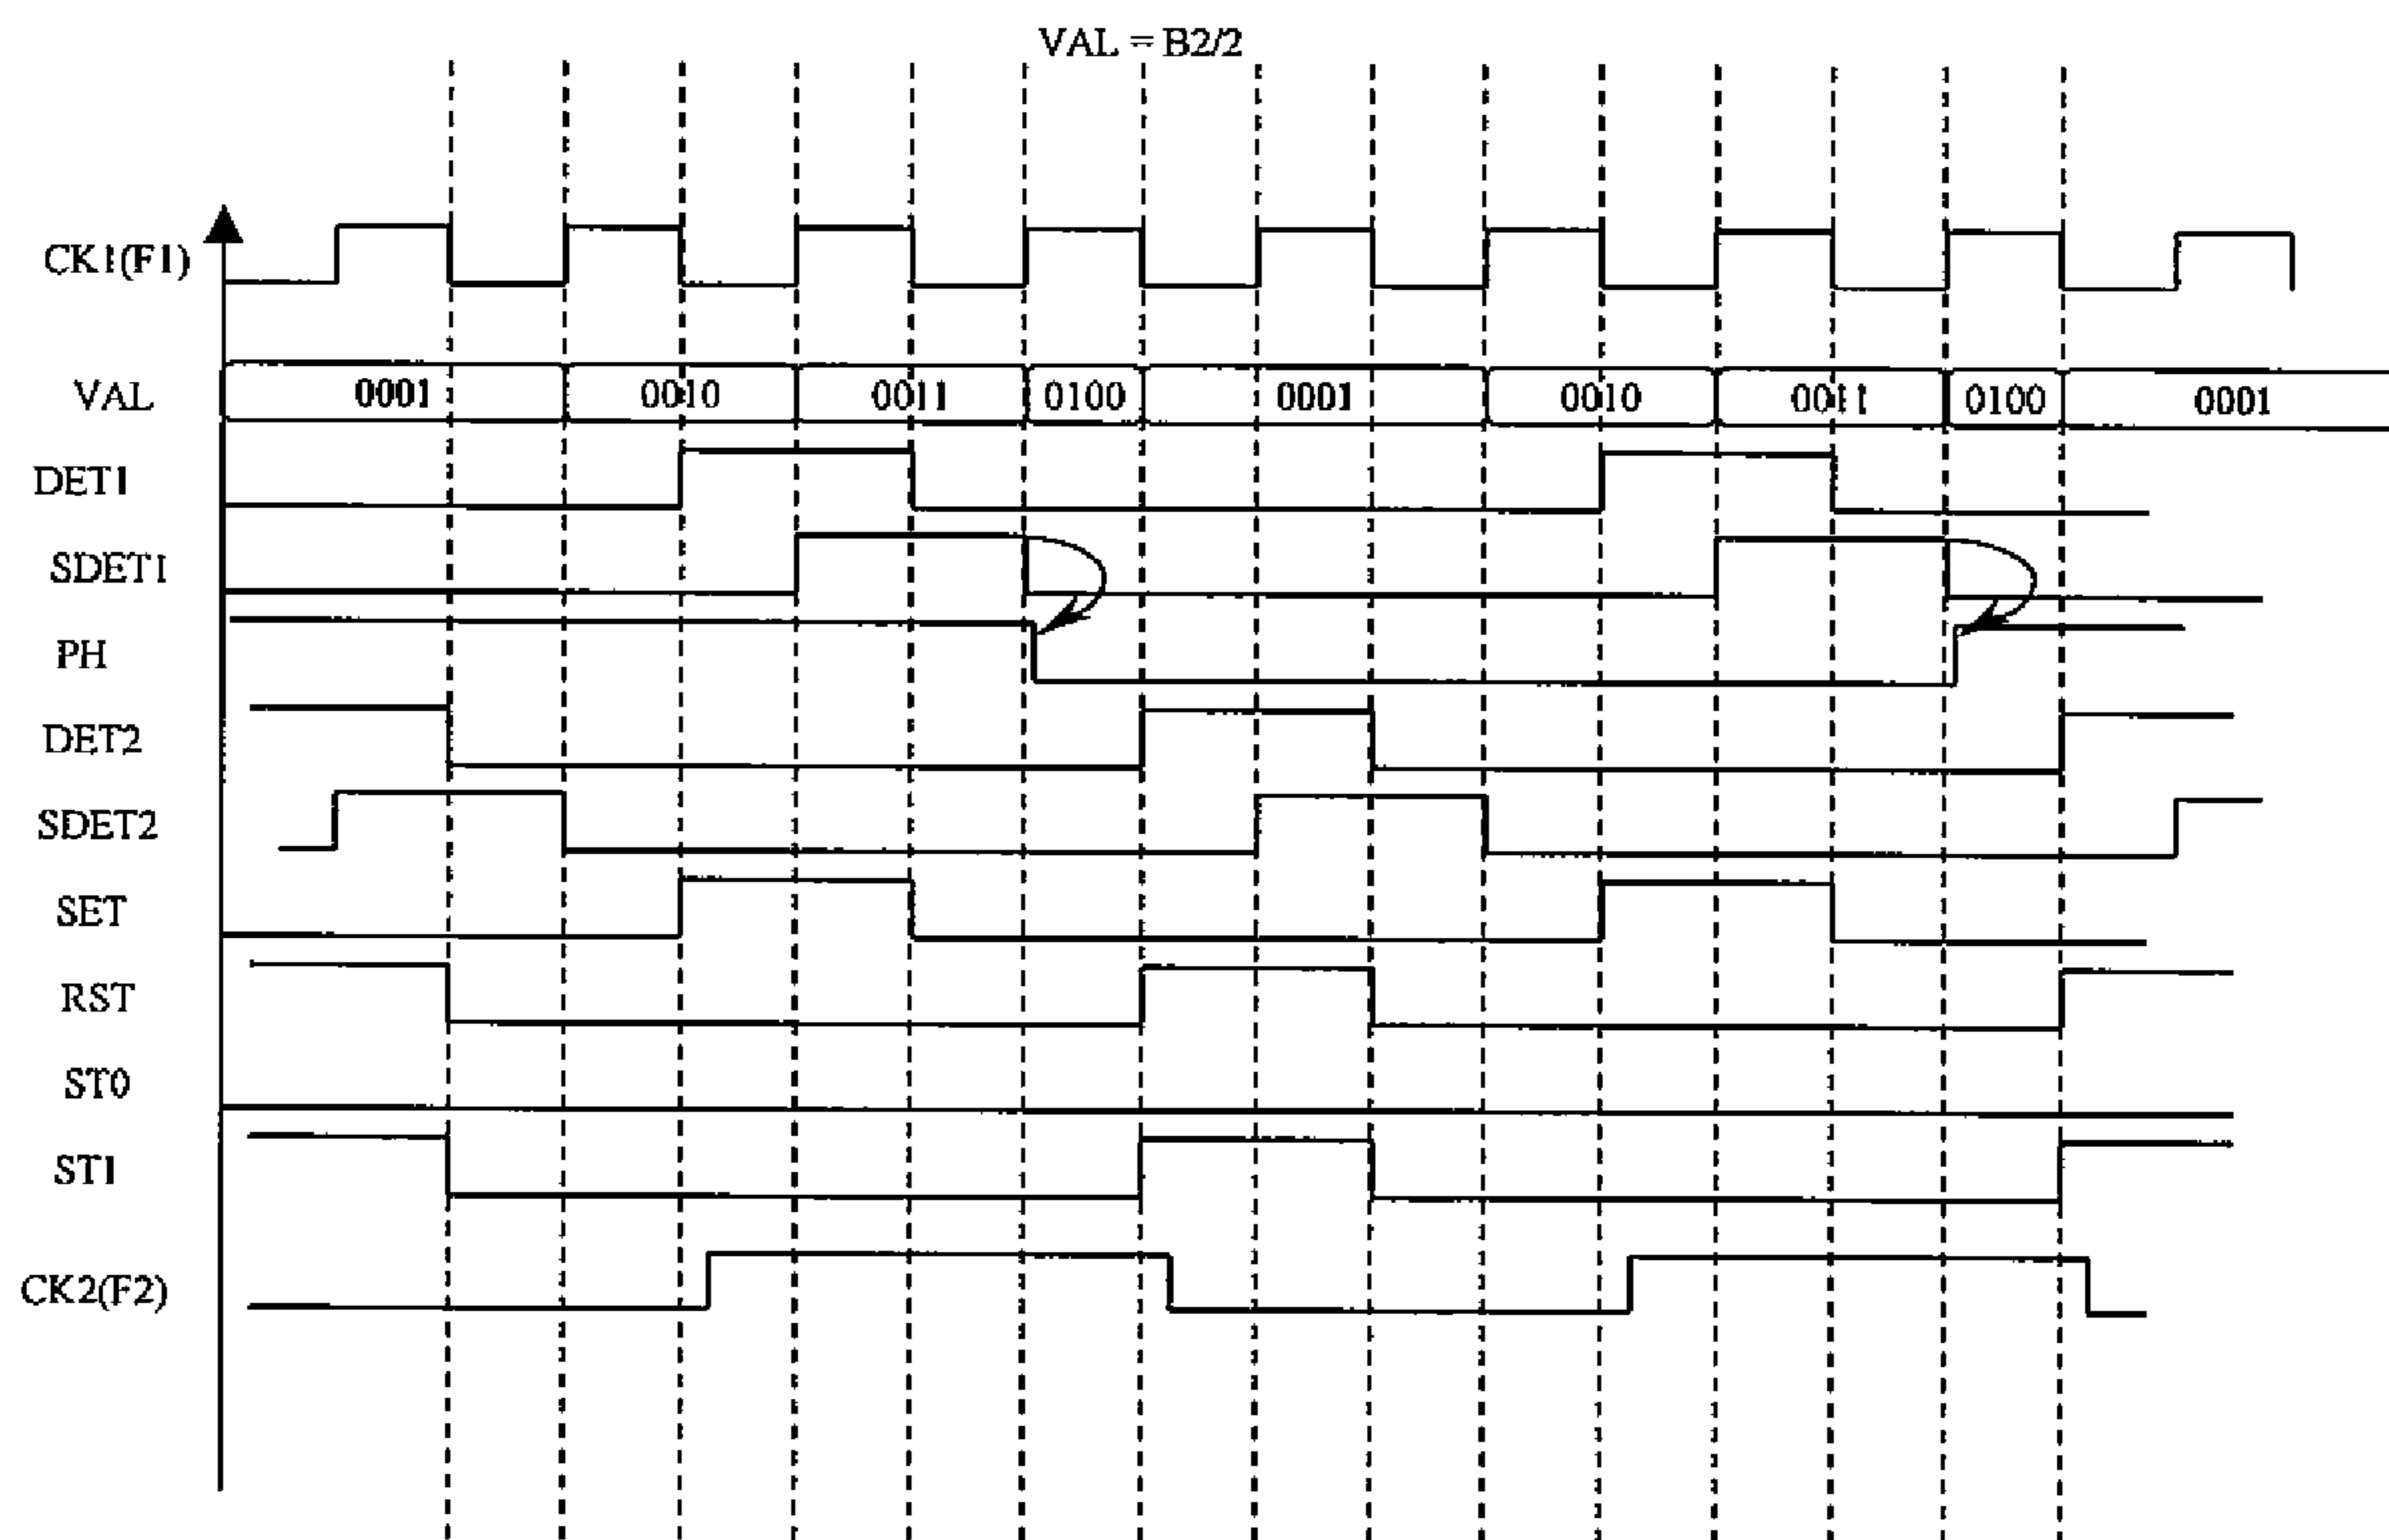 VAL = B2/2
CK1(F1)
VAL 0001 0010 0011 0100 0001 0010 0011 0100 0001
DET1
SDET1
PH
DET2
SDET2
SET
RST
ST0
ST1
CK2(F2)